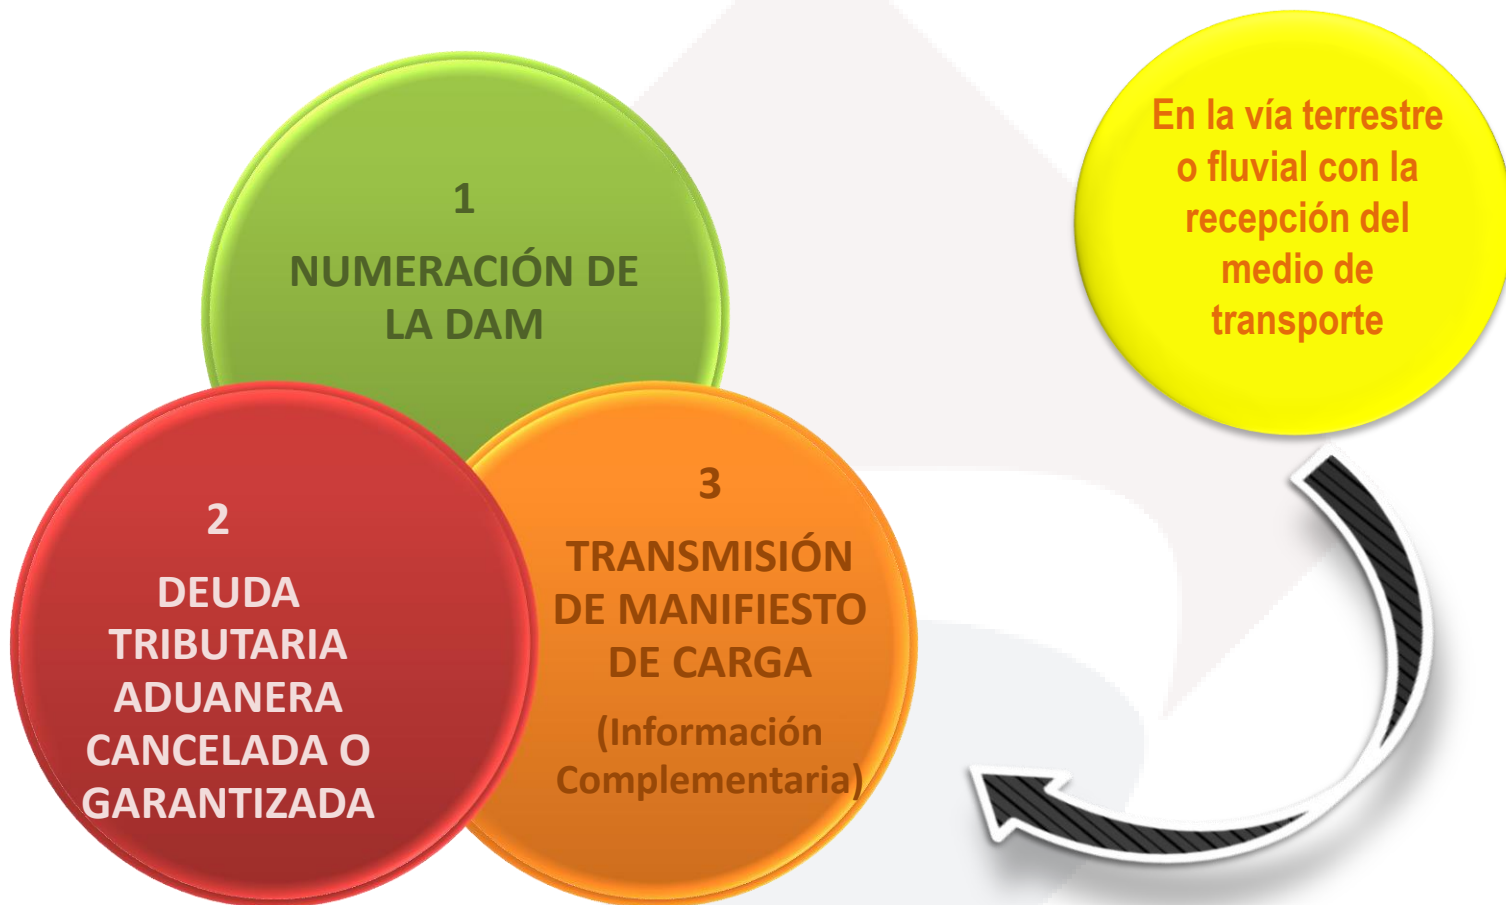 1
NUMERACIÓN DE
LA DAM
2
DEUDA
TRIBUTARIA
ADUANERA
CANCELADA O
GARANTIZADA
3
TRANSMISIÓN
DE MANIFIESTO
DE CARGA
(Información
Complementaria)
En la vía terrestre
o fluvial con la
recepción del
medio de
transporte